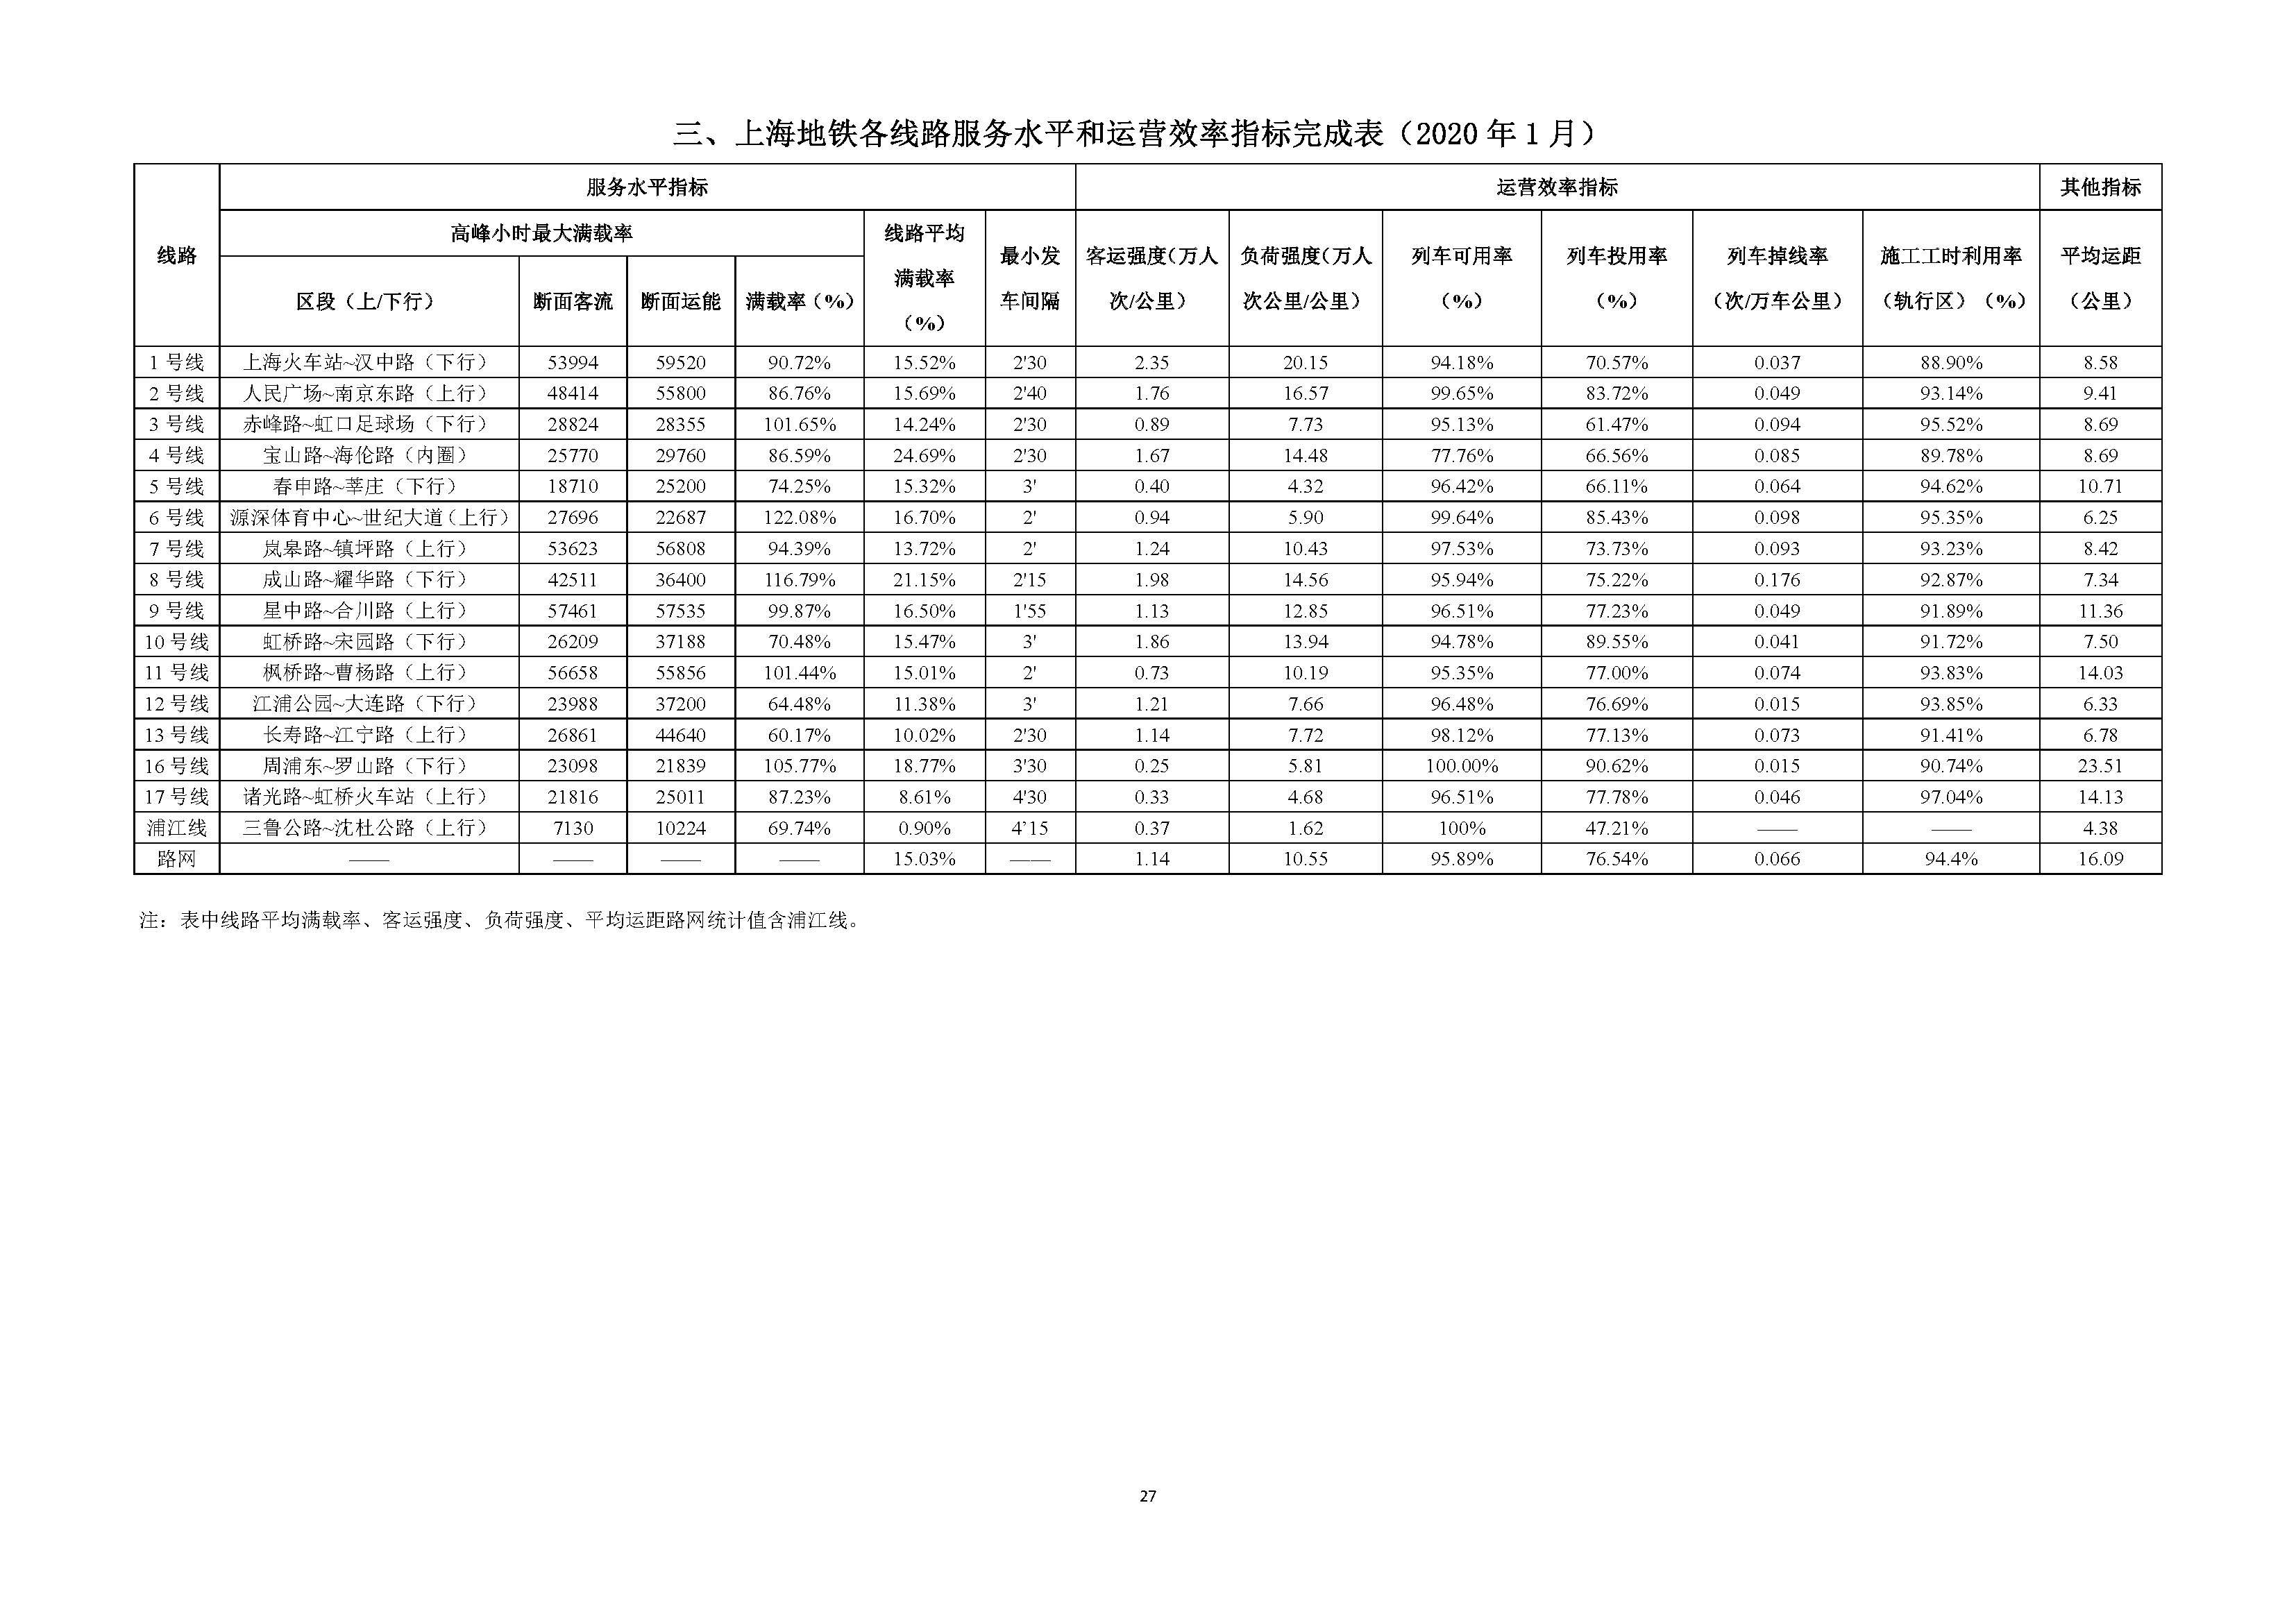 三、上海地铁各线路服务水平和运营效率指标完成表（2020 年 1 月）
线路 服务水平指标 运营效率指标 其他指标
高峰小时最大满载率 线路平均满载率（%） 最小发车间隔 客运强度（万人次/公里） 负荷强度（万人次公里/公里） 列车可用率（%） 列车投用率（%） 列车掉线率（次/万车公里） 施工工时利用率（轨行区）（%） 平均运距（公里）
区段（上/下行） 断面客流 断面运能 满载率（%）
1 号线 上海火车站~汉中路（下行） 53994 59520 90.72% 15.52% 2'30 2.35 20.15 94.18% 70.57% 0.037 88.90% 8.58
2 号线 人民广场~南京东路（上行） 48414 55800 86.76% 15.69% 2'40 1.76 16.57 99.65% 83.72% 0.049 93.14% 9.41
3 号线 赤峰路~虹口足球场（下行） 28824 28355 101.65% 14.24% 2'30 0.89 7.73 95.13% 61.47% 0.094 95.52% 8.69
4 号线 宝山路~海伦路（内圈） 25770 29760 86.59% 24.69% 2'30 1.67 14.48 77.76% 66.56% 0.085 89.78% 8.69
5 号线 春申路~莘庄（下行） 18710 25200 74.25% 15.32% 3' 0.40 4.32 96.42% 66.11% 0.064 94.62% 10.71
6 号线 源深体育中心~世纪大道（上行） 27696 22687 122.08% 16.70% 2' 0.94 5.90 99.64% 85.43% 0.098 95.35% 6.25
7 号线 岚皋路~镇坪路（上行） 53623 56808 94.39% 13.72% 2' 1.24 10.43 97.53% 73.73% 0.093 93.23% 8.42
8 号线 成山路~耀华路（下行） 42511 36400 116.79% 21.15% 2'15 1.98 14.56 95.94% 75.22% 0.176 92.87% 7.34
9 号线 星中路~合川路（上行） 57461 57535 99.87% 16.50% 1'55 1.13 12.85 96.51% 77.23% 0.049 91.89% 11.36
10 号线 虹桥路~宋园路（下行） 26209 37188 70.48% 15.47% 3' 1.86 13.94 94.78% 89.55% 0.041 91.72% 7.50
11 号线 枫桥路~曹杨路（上行） 56658 55856 101.44% 15.01% 2' 0.73 10.19 95.35% 77.00% 0.074 93.83% 14.03
12 号线 江浦公园~大连路（下行） 23988 37200 64.48% 11.38% 3' 1.21 7.66 96.48% 76.69% 0.015 93.85% 6.33
13 号线 长寿路~江宁路（上行） 26861 44640 60.17% 10.02% 2'30 1.14 7.72 98.12% 77.13% 0.073 91.41% 6.78
16 号线 周浦东~罗山路（下行） 23098 21839 105.77% 18.77% 3'30 0.25 5.81 100.00% 90.62% 0.015 90.74% 23.51
17 号线 诸光路~虹桥火车站（上行） 21816 25011 87.23% 8.61% 4'30 0.33 4.68 96.51% 77.78% 0.046 97.04% 14.13
浦江线 三鲁公路~沈杜公路（上行） 7130 10224 69.74% 0.90% 4’15 0.37 1.62 100% 47.21% —— —— 4.38
路网 —— —— —— —— 15.03% —— 1.14 10.55 95.89% 76.54% 0.066 94.4% 16.09
注：表中线路平均满载率、客运强度、负荷强度、平均运距路网统计值含浦江线。
27